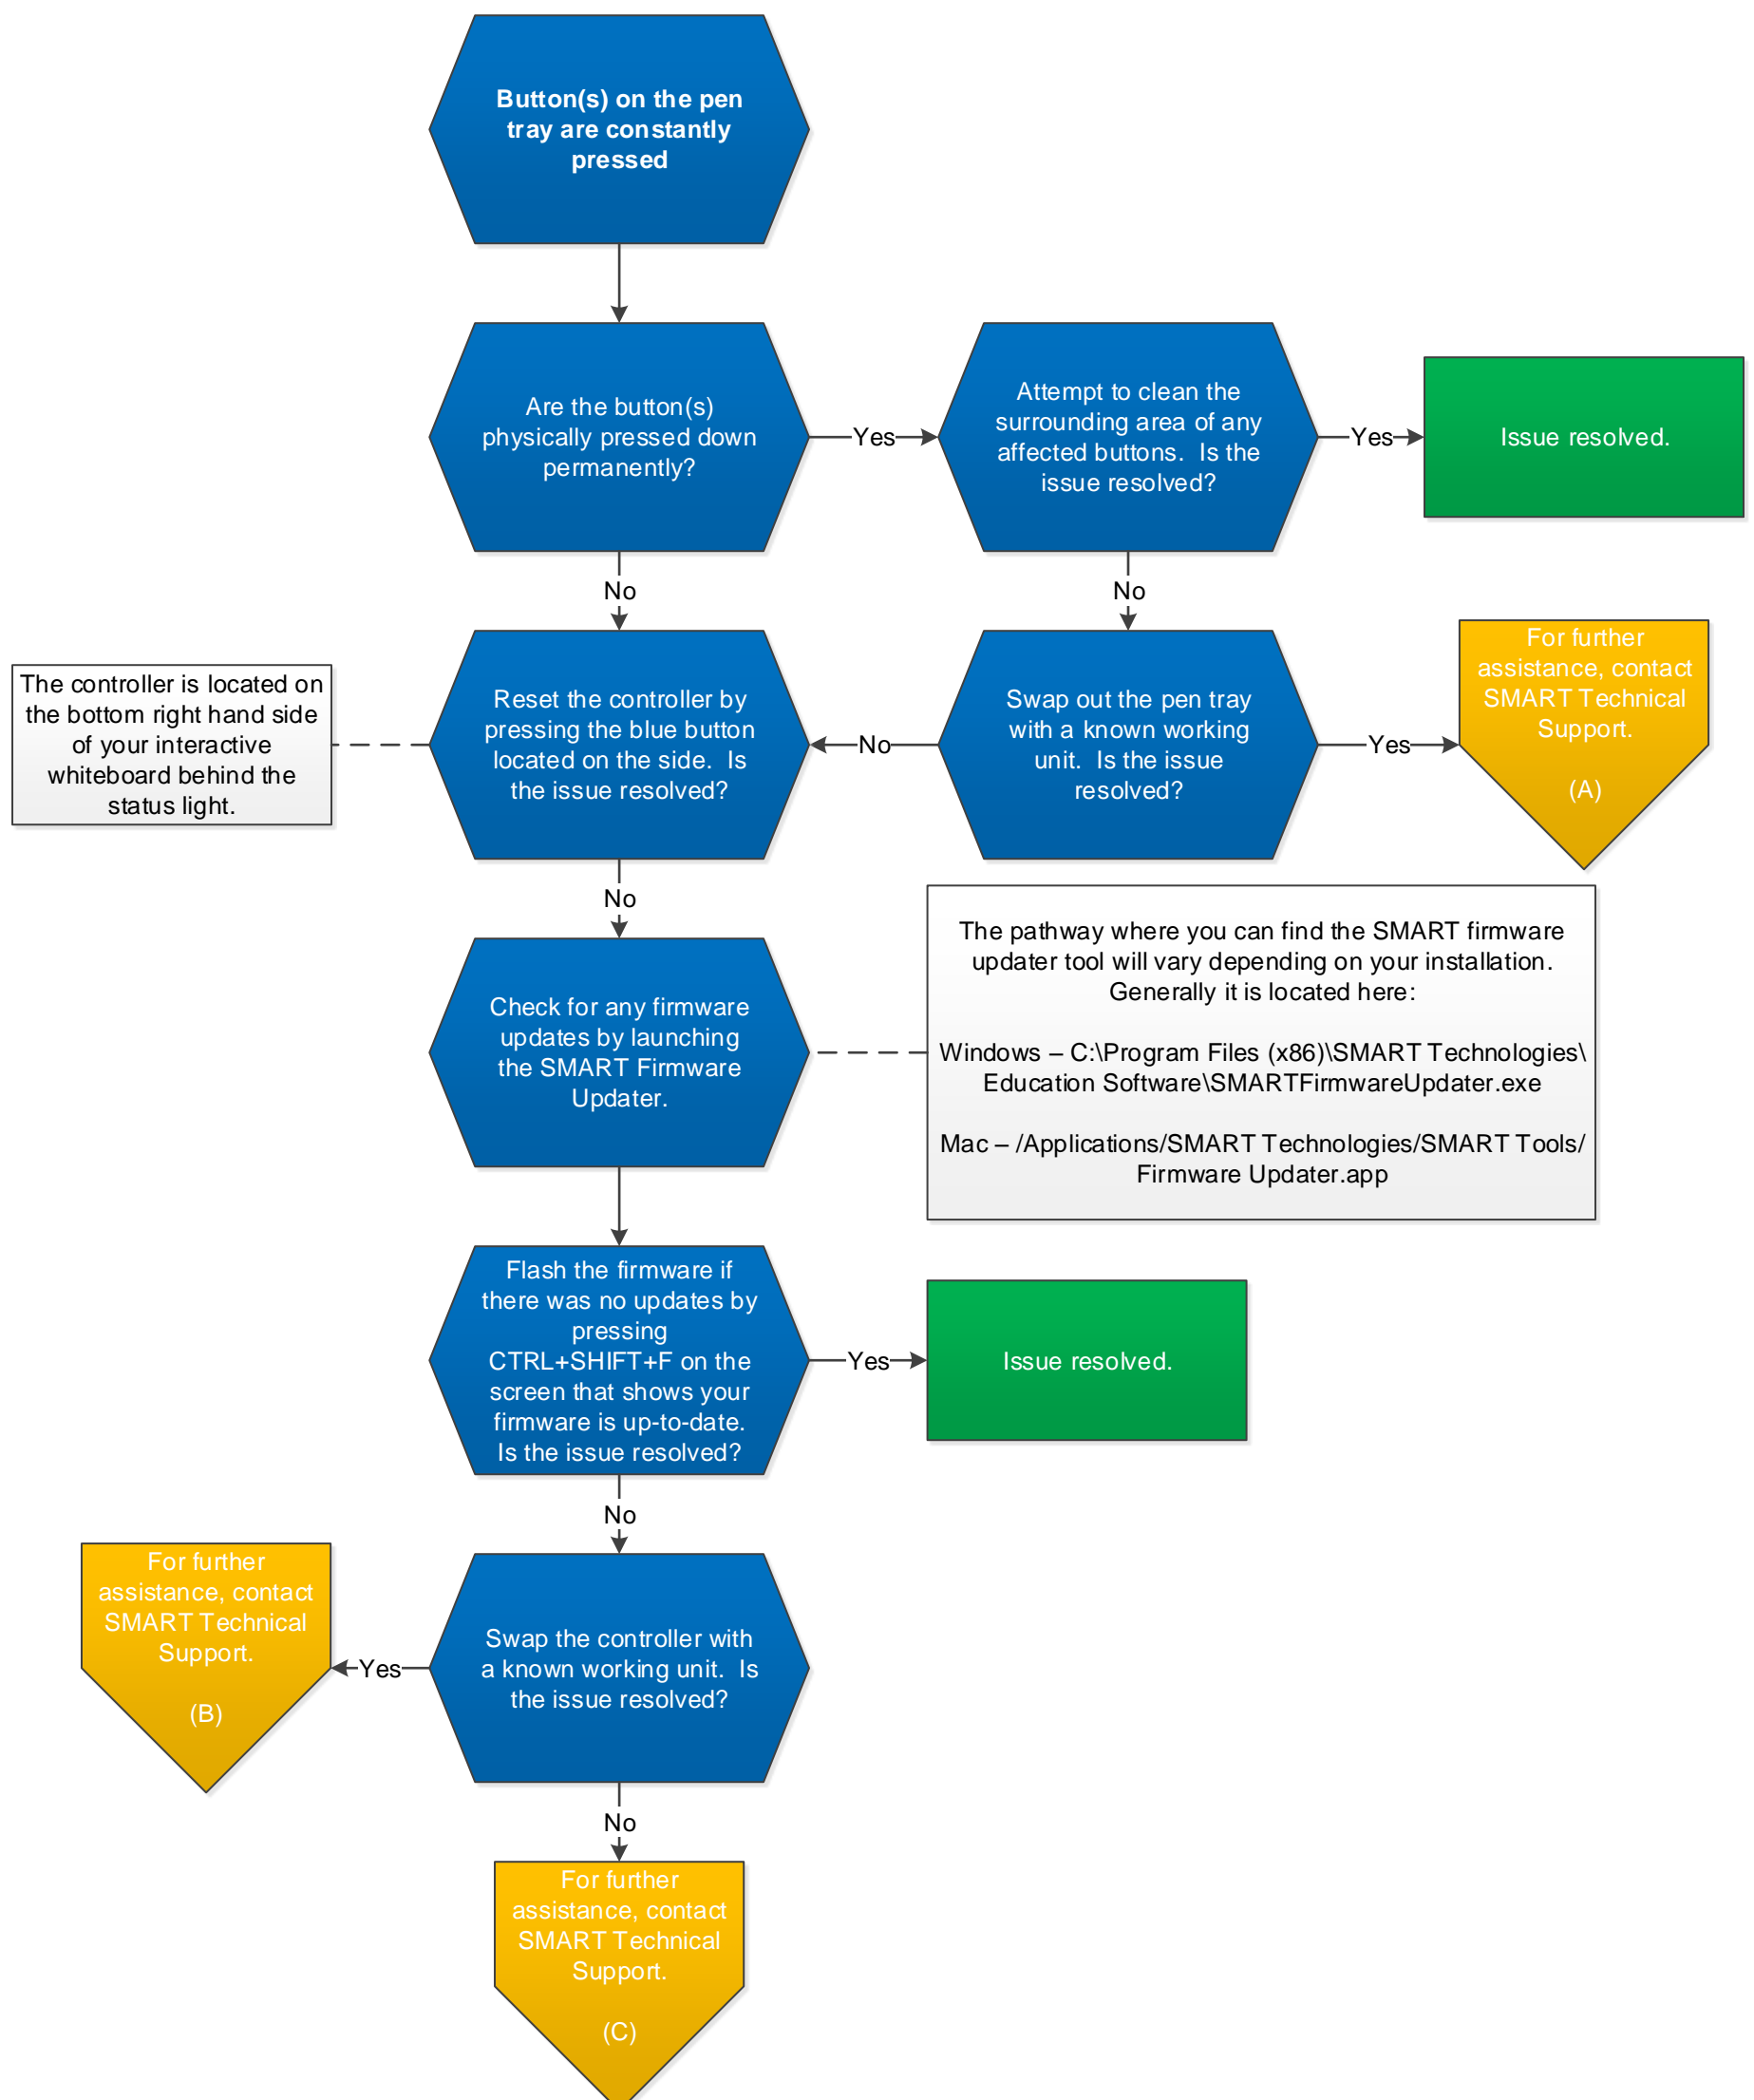 Button(s) on the pen
tray are constantly
pressed
Are the button(s)
physically pressed down
permanently?
Yes
Attempt to clean the
surrounding area of any
affected buttons.  Is the
issue resolved?
Yes
Issue resolved.
No
No
The controller is located on
the bottom right hand side
of your interactive
whiteboard behind the
status light.
Reset the controller by
pressing the blue button
located on the side.  Is
the issue resolved?
No
Swap out the pen tray
with a known working
unit.  Is the issue
resolved?
Yes
For further
assistance, contact
SMART Technical
Support.
(A)
No
Check for any firmware
updates by launching
the SMART Firmware
Updater.
The pathway where you can find the SMART firmware
updater tool will vary depending on your installation.
Generally it is located here:
Windows – C:\Program Files (x86)\SMART Technologies\
Education Software\SMARTFirmwareUpdater.exe
Mac – /Applications/SMART Technologies/SMART Tools/
Firmware Updater.app
Flash the firmware if
there was no updates by
pressing
CTRL+SHIFT+F on the
screen that shows your
firmware is up-to-date.
Is the issue resolved?
Yes
Issue resolved.
No
For further
assistance, contact
SMART Technical
Support.
(B)
Yes
Swap the controller with
a known working unit.  Is
the issue resolved?
No
For further
assistance, contact
SMART Technical
Support.
(C)